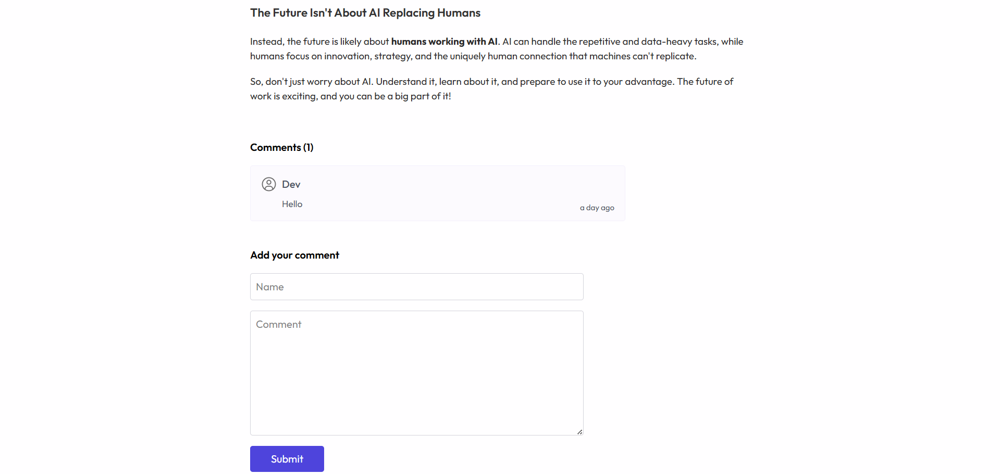 The Future Isn't About AI Replacing Humans
Instead, the future is likely about humans working with AI. AI can handle the repetitive and data-heavy tasks, while
humans focus on innovation, strategy, and the uniquely human connection that machines can't replicate.
So, don't just worry about AI. Understand it, learn about it, and prepare to use it to your advantage. The future of
work is exciting, and you can be a big part of it!
Comments (1)
Dev
Hello
a day ago
Add your comment
Name
Comment
Submit